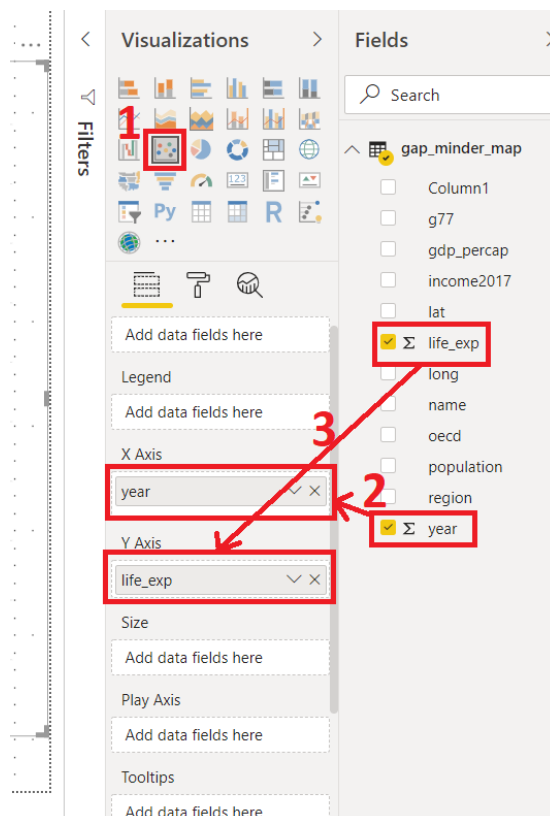 Visualizations
Fields
Search
Filters
1
123
Py
R
gap_minder_map
Column1
g77
gdp_percap
income2017
lat
Σ life_exp
long
name
oecd
population
region
Σ year
Add data fields here
Legend
Add data fields here
3
X Axis
year
2
Y Axis
life_exp
Size
Add data fields here
Play Axis
Add data fields here
Tooltips
Add data fields here